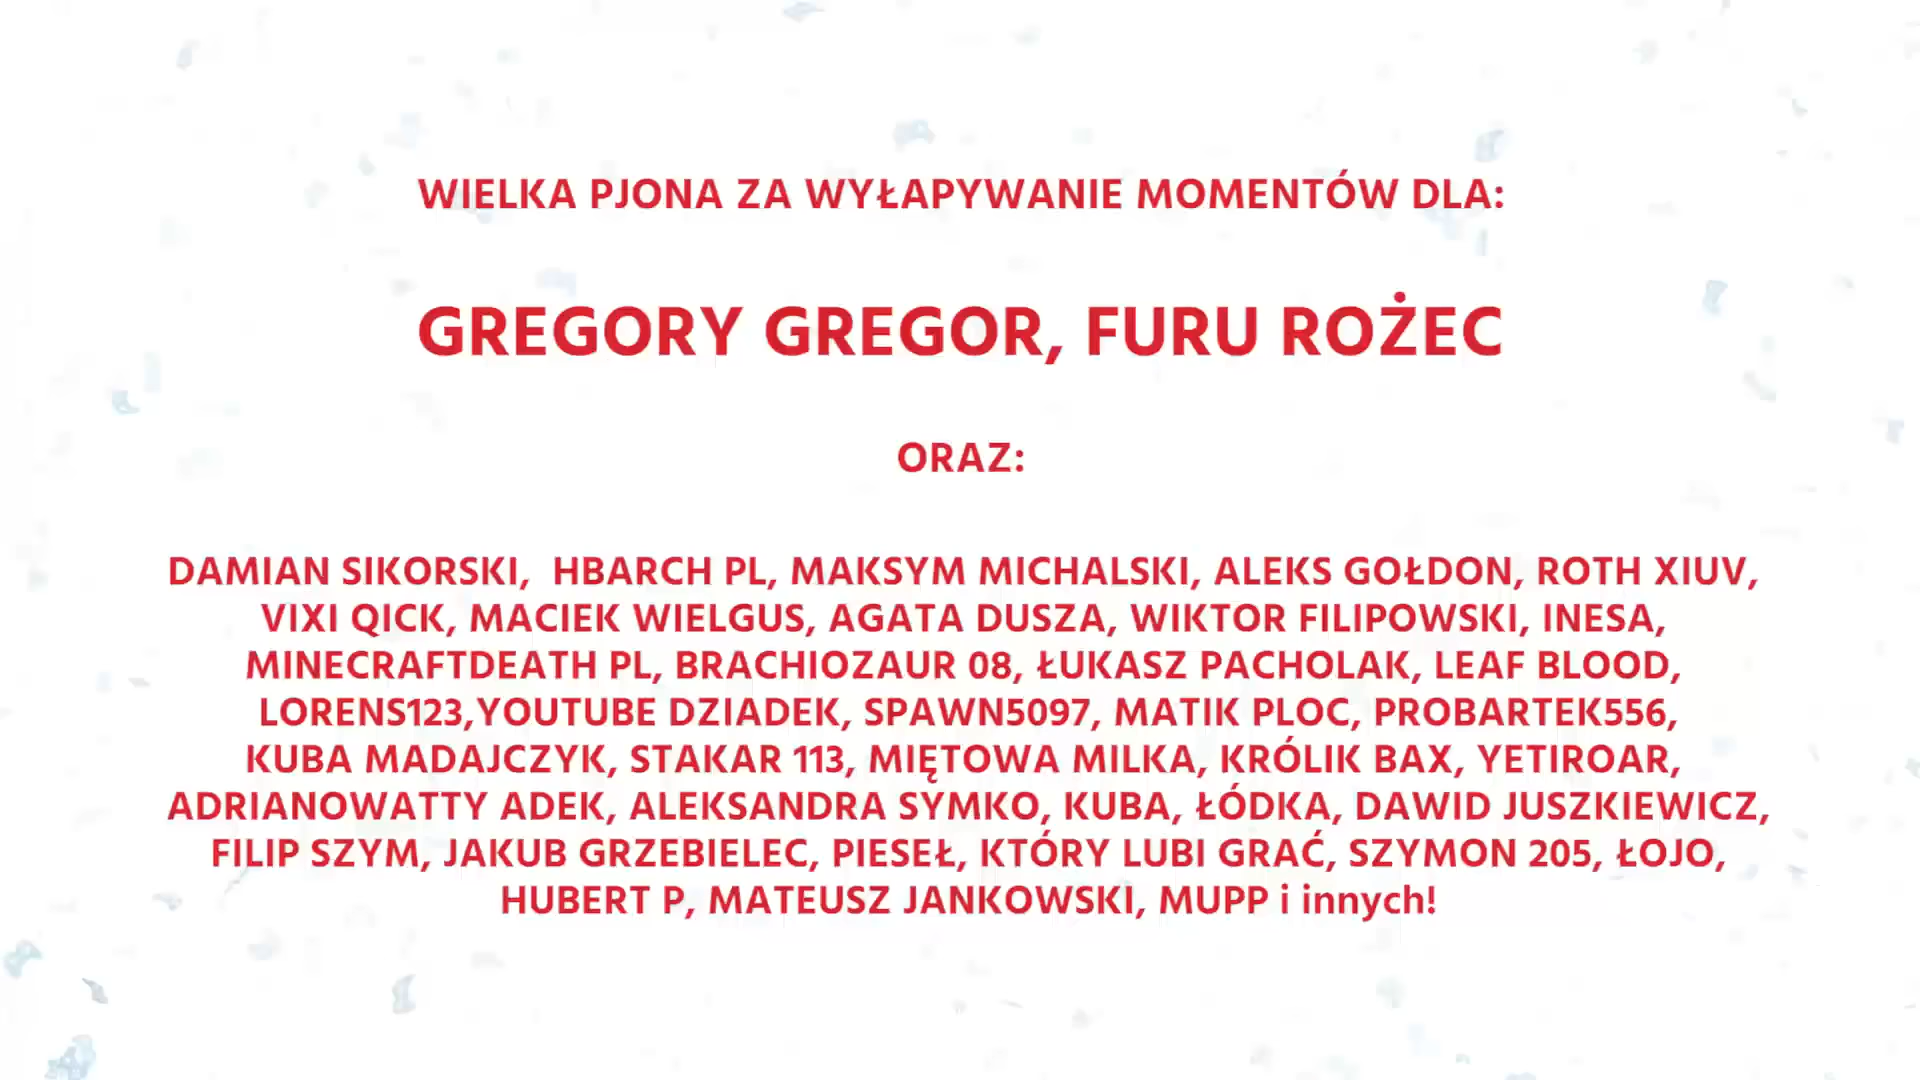 WIELKA PJONA ZA WYŁAPYWANIE MOMENTÓW DLA:
GREGORY GREGOR, FURU ROŻEC
ORAZ:
DAMIAN SIKORSKI,  HBARCH PL, MAKSYM MICHALSKI, ALEKS GOŁDON, ROTH XIUV,
VIXI QICK, MACIEK WIELGUS, AGATA DUSZA, WIKTOR FILIPOWSKI, INESA,
MINECRAFTDEATH PL, BRACHIOZAUR 08, ŁUKASZ PACHOLAK, LEAF BLOOD,
LORENS123,YOUTUBE DZIADEK, SPAWN5097, MATIK PLOC, PROBARTEK556,
KUBA MADAJCZYK, STAKAR 113, MIĘTOWA MILKA, KRÓLIK BAX, YETIROAR,
ADRIANOWATTY ADEK, ALEKSANDRA SYMKO, KUBA, ŁÓDKA, DAWID JUSZKIEWICZ,
FILIP SZYM, JAKUB GRZEBIELEC, PIESEŁ, KTÓRY LUBI GRAĆ, SZYMON 205, ŁOJO,
HUBERT P, MATEUSZ JANKOWSKI, MUPP i innych!